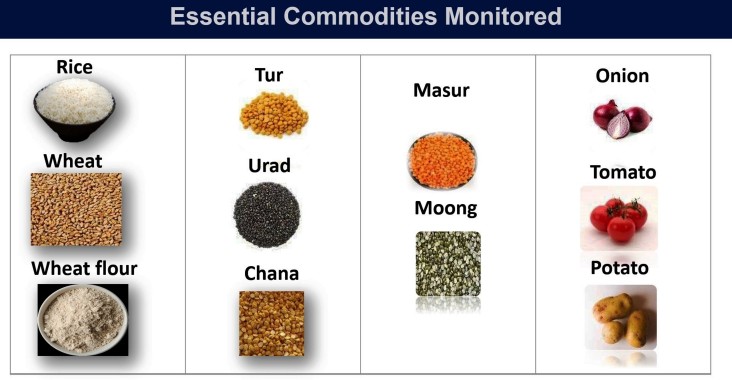 Essential Commodities Monitored
Rice
Wheat
Wheat flour
Tur
Urad
Chana
Masur
Moong
Onion
Tomato
Potato